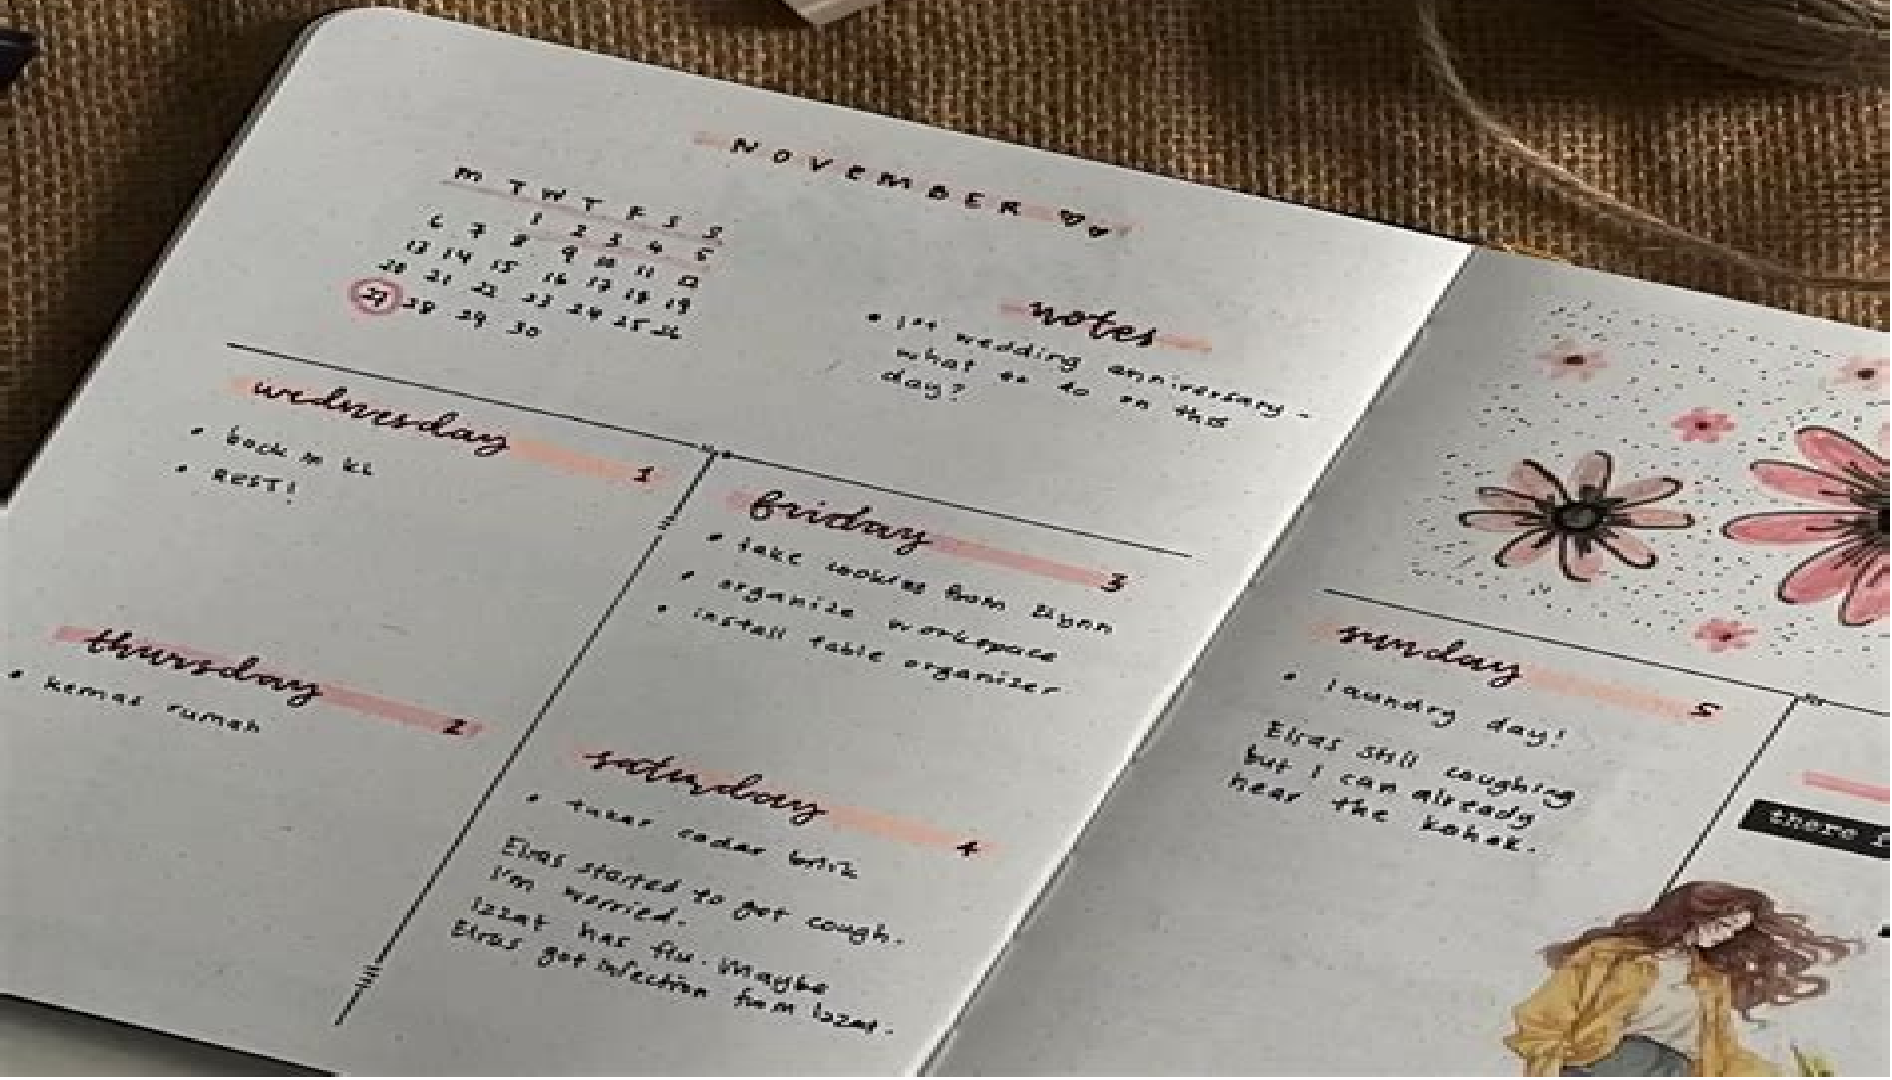 NOVEMBER
M T W T F S S
1 2 3 4 5
6 7 8 9 10 11 12
13 14 15 16 17 18 19
20 21 22 23 24 25 26
27 28 29 30
notes
• 1st wedding anniversary -
what to do on this
day?
wednesday 1
• back in KL
• REST!
thursday 2
• kemas rumah
friday 3
• take cookies from
• organize workspace
• install table organizer
saturday 4
• tukar cadar
Elras started to get cough.
I'm worried.
Izzat has flu. Maybe
Elras got infection from Izzat.
sunday 5
• laundry day!
Elras still coughing
but I can already
hear the kahak.
there